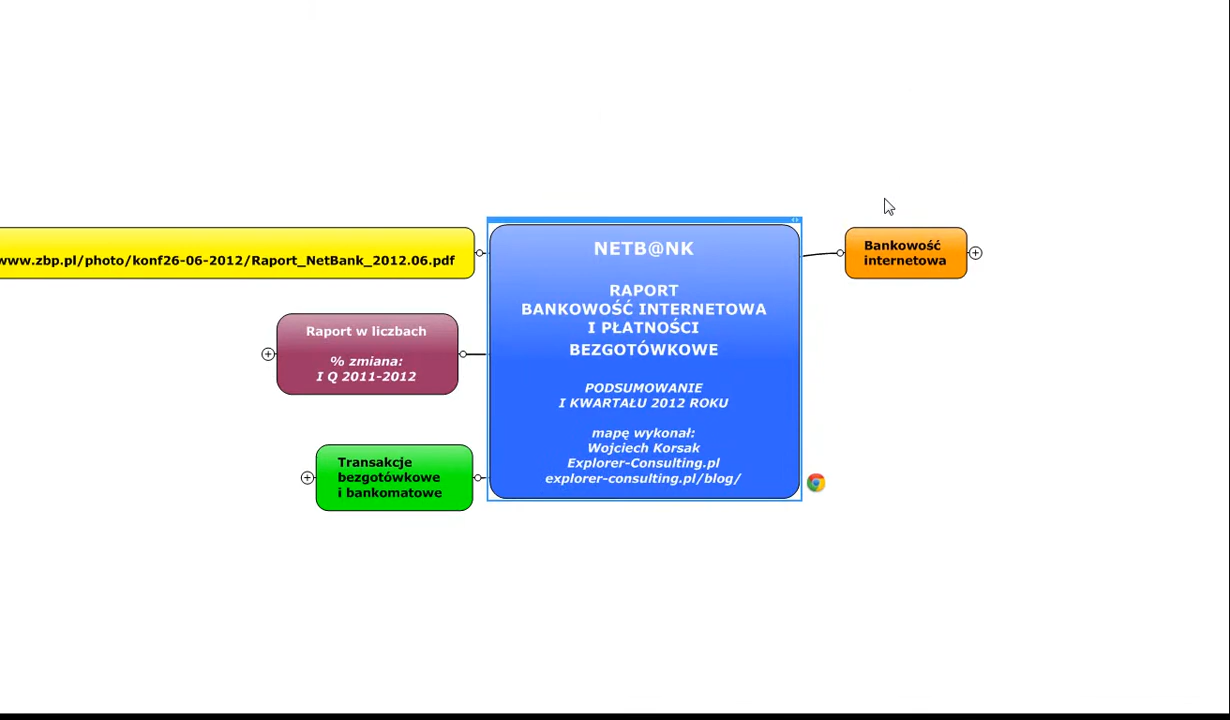 www.zbp.pl/photo/konf26-06-2012/Raport_NetBank_2012.06.pdf
Raport w liczbach
% zmiana:
I Q 2011-2012
Transakcje
bezgotówkowe
i bankomatowe
NETB@NK
RAPORT
BANKOWOŚĆ INTERNETOWA
I PŁATNOŚCI
BEZGOTÓWKOWE
PODSUMOWANIE
I KWARTAŁU 2012 ROKU
mapę wykonał:
Wojciech Korsak
Explorer-Consulting.pl
explorer-consulting.pl/blog/
Bankowość
internetowa